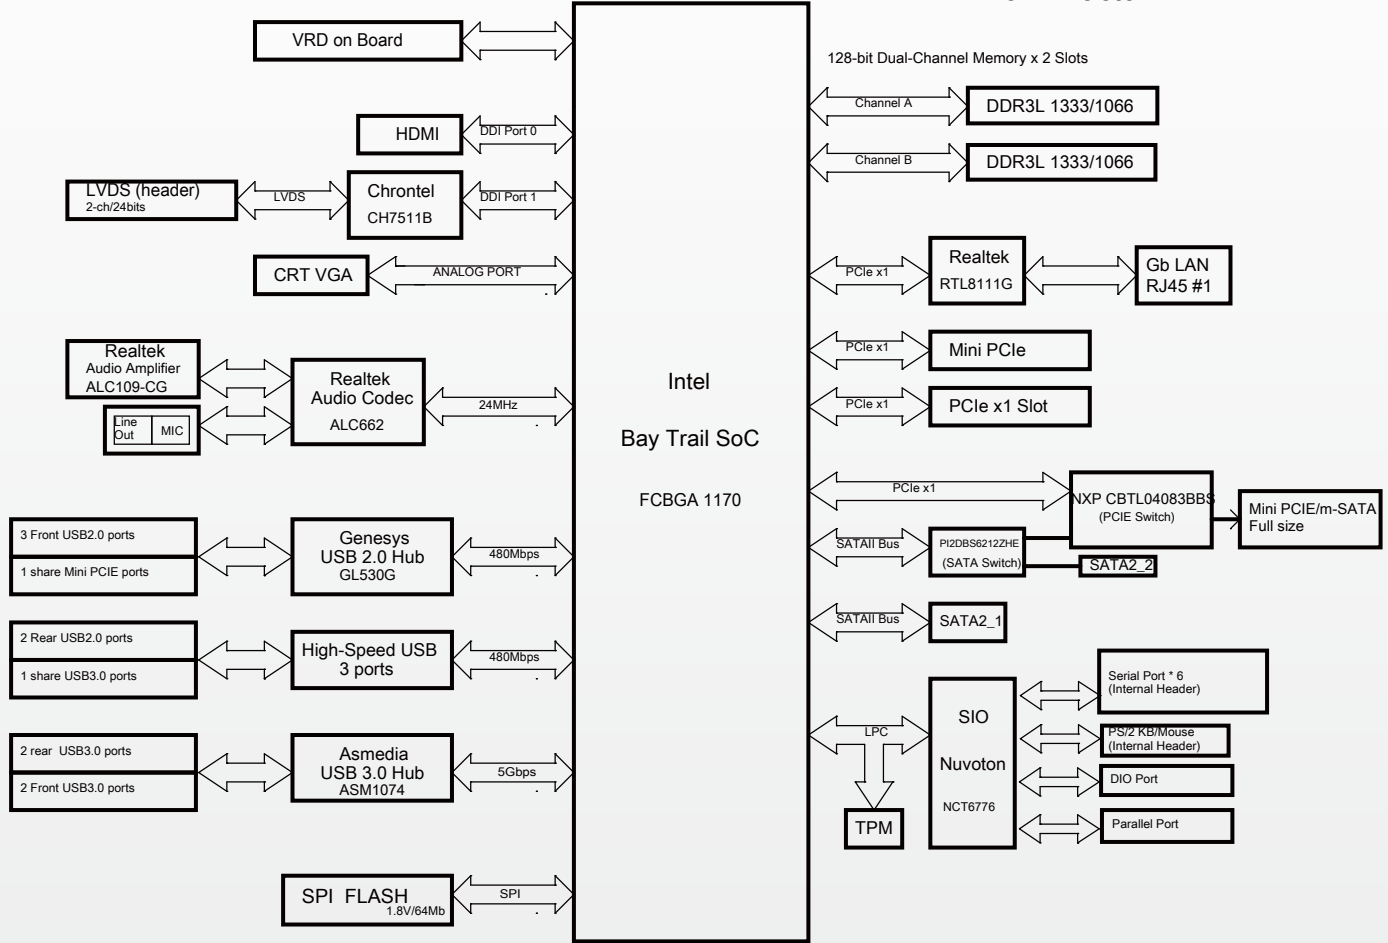 VRD on Board
128-bit Dual-Channel Memory x 2 Slots
Channel A
DDR3L 1333/1066
HDMI
DDI Port 0
Channel B
DDR3L 1333/1066
LVDS (header)
2-ch/24bits
LVDS
Chrontel
CH7511B
DDI Port 1
CRT VGA
ANALOG PORT
PCIe x1
Realtek
RTL8111G
Gb LAN
RJ45 #1
Realtek
Audio Amplifier
ALC109-CG
Line
Out
MIC
Realtek
Audio Codec
ALC662
24MHz
Intel
Bay Trail SoC
FCBGA 1170
PCIe x1
Mini PCIe
PCIe x1
PCIe x1 Slot
PCIe x1
NXP CBTL04083BBS
(PCIE Switch)
Mini PCIE/m-SATA
Full size
SATAII Bus
PI2DBS6212ZHE
(SATA Switch)
SATA2_2
SATAII Bus
SATA2_1
3 Front USB2.0 ports
1 share Mini PCIE ports
Genesys
USB 2.0 Hub
GL530G
480Mbps
2 Rear USB2.0 ports
1 share USB3.0 ports
High-Speed USB
3 ports
480Mbps
2 rear USB3.0 ports
2 Front USB3.0 ports
Asmedia
USB 3.0 Hub
ASM1074
5Gbps
SPI FLASH
1.8V/64Mb
SPI
LPC
TPM
SIO
Nuvoton
NCT6776
Serial Port * 6
(Internal Header)
PS/2 KB/Mouse
(Internal Header)
DIO Port
Parallel Port